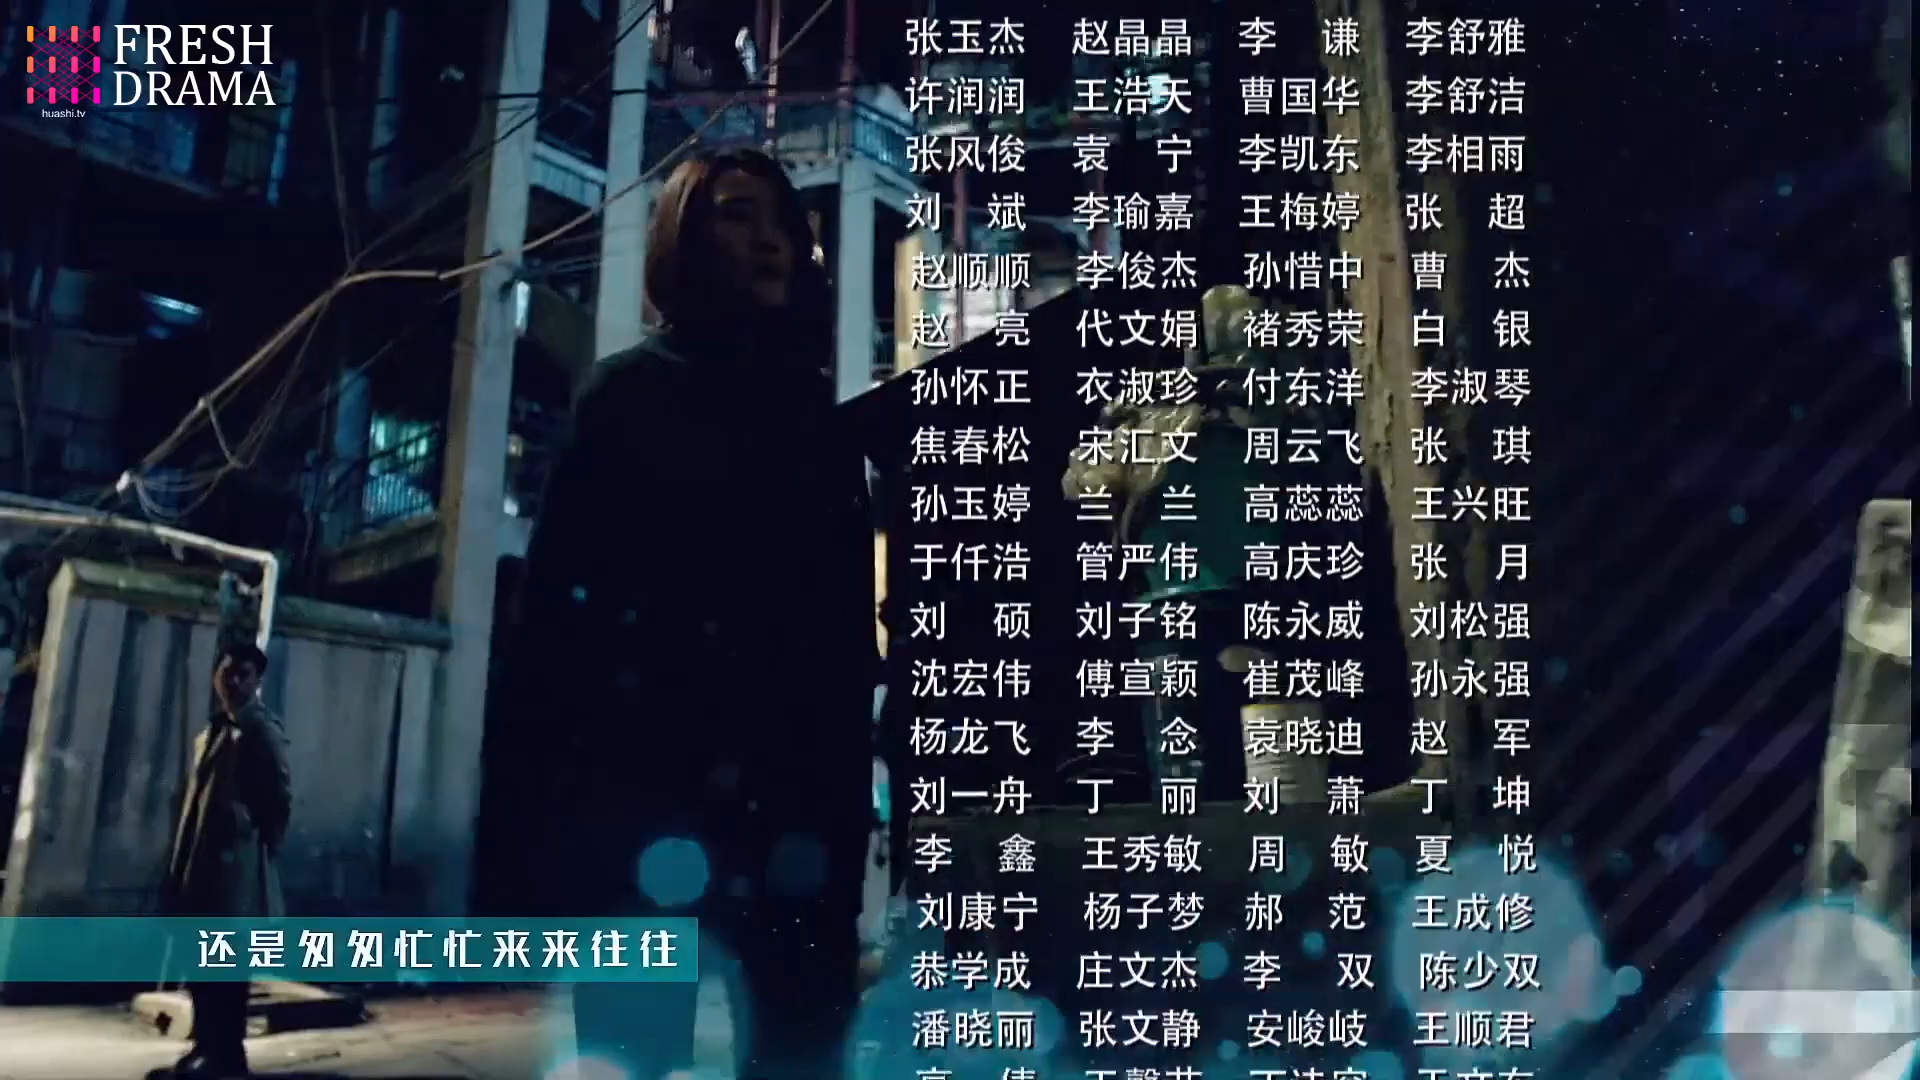 FRESH
DRAMA
huashi.tv
张玉杰 赵晶晶 李 谦 李舒雅
许润润 王浩天 曹国华 李舒洁
张风俊 袁 宁 李凯东 李相雨
刘 斌 李瑜嘉 王梅婷 张 超
赵顺顺 李俊杰 孙惜中 曹 杰
赵 亮 代文娟 褚秀荣 白 银
孙怀正 衣淑珍 付东洋 李淑琴
焦春松 宋汇文 周云飞 张 琪
孙玉婷 兰 兰 高蕊蕊 王兴旺
于仟浩 管严伟 高庆珍 张 月
刘 硕 刘子铭 陈永威 刘松强
沈宏伟 傅宣颖 崔茂峰 孙永强
杨龙飞 李 念 袁晓迪 赵 军
刘一舟 丁 丽 刘 萧 丁 坤
李 鑫 王秀敏 周 敏 夏 悦
刘康宁 杨子梦 郝 范 王成修
恭学成 庄文杰 李 双 陈少双
潘晓丽 张文静 安峻岐 王顺君
还是匆匆忙忙来来往往